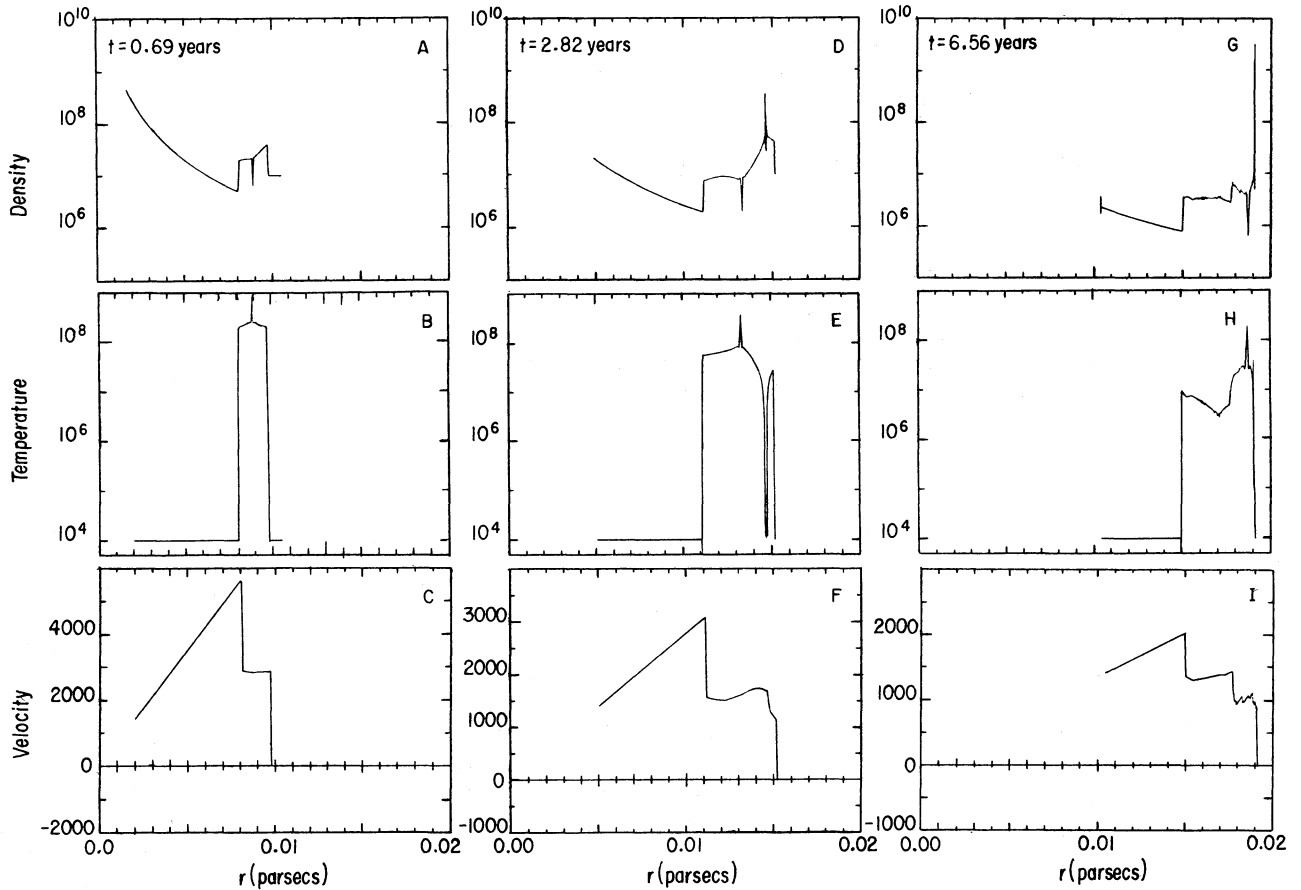 10^10
10^8
10^6
Density
t=0.69 years
A
10^10
10^8
10^6
t=2.82 years
D
10^10
10^8
10^6
t=6.56 years
G
10^8
10^6
10^4
Temperature
B
10^8
10^6
10^4
E
10^8
10^6
10^4
H
4000
2000
0
-2000
Velocity
C
3000
2000
1000
0
-1000
F
2000
1000
0
-1000
I
0.00 0.01 0.02
r (parsecs)
0.00 0.01 0.02
r (parsecs)
0.00 0.01 0.02
r (parsecs)